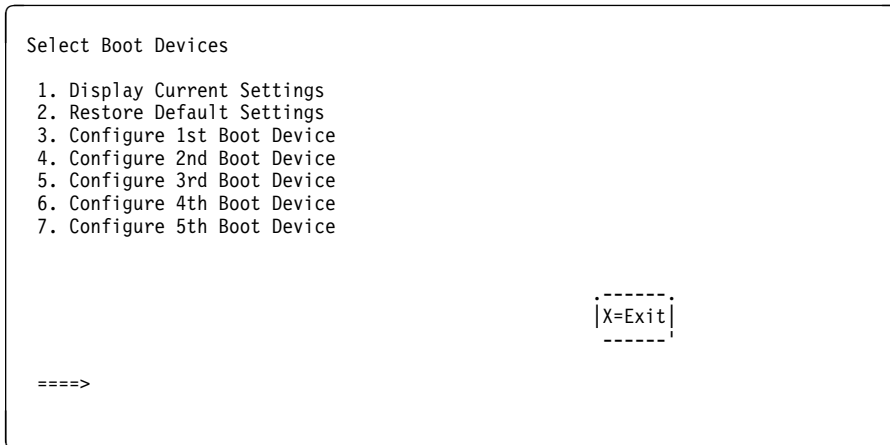 Select Boot Devices
1. Display Current Settings
2. Restore Default Settings
3. Configure 1st Boot Device
4. Configure 2nd Boot Device
5. Configure 3rd Boot Device
6. Configure 4th Boot Device
7. Configure 5th Boot Device
.------.
|X=Exit|
------'
====>